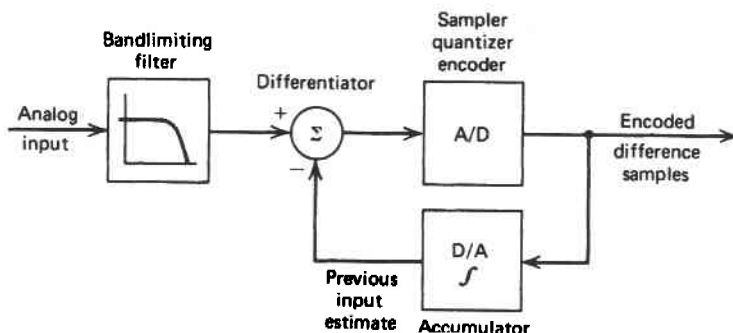 Sampler
quantizer
encoder
Bandlimiting
filter
Differentiator
Analog
input
+
Σ
−
A/D
Encoded
difference
samples
D/A
∫
Previous
input
estimate
Accumulator